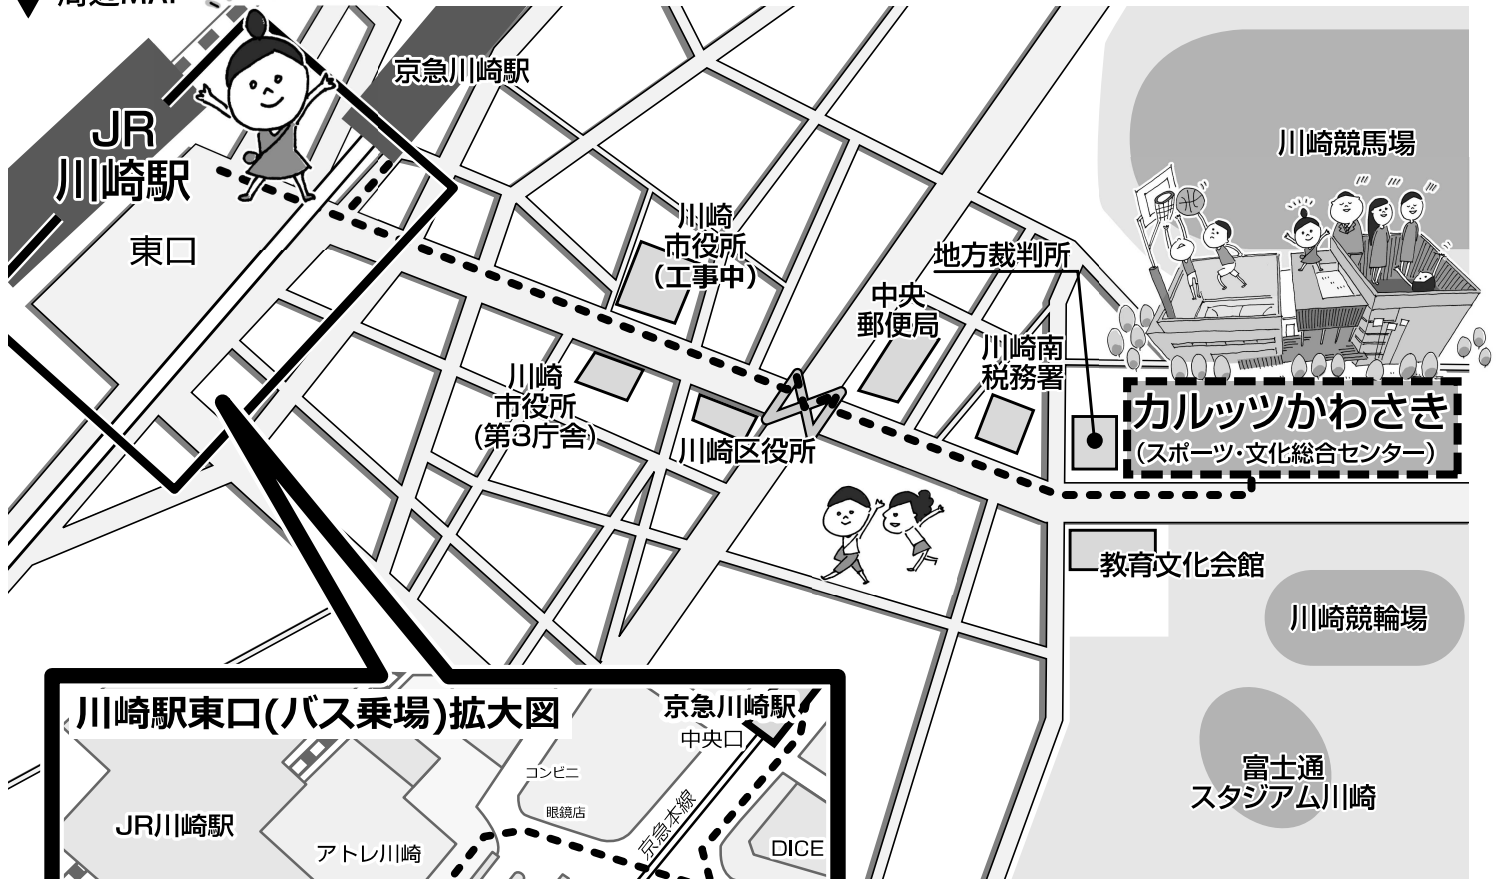 周辺MAP
京急川崎駅
JR
川崎駅
東口
川崎
市役所
(工事中)
川崎競馬場
地方裁判所
中央
郵便局
川崎南
税務署
川崎
市役所
(第3庁舎)
川崎区役所
カルッツかわさき
(スポーツ・文化総合センター)
教育文化会館
川崎競輪場
富士通
スタジアム川崎
川崎駅東口(バス乗場)拡大図
京急川崎駅
中央口
コンビニ
眼鏡店
京急本線
JR川崎駅
アトレ川崎
DICE